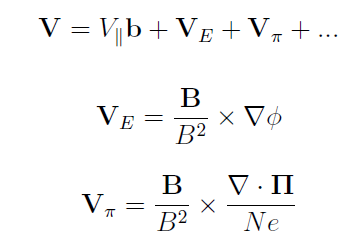 V = V∥b + V_E + V_π + ...
V_E = B/B² × ∇ϕ
V_π = B/B² × ∇ · Π/Ne